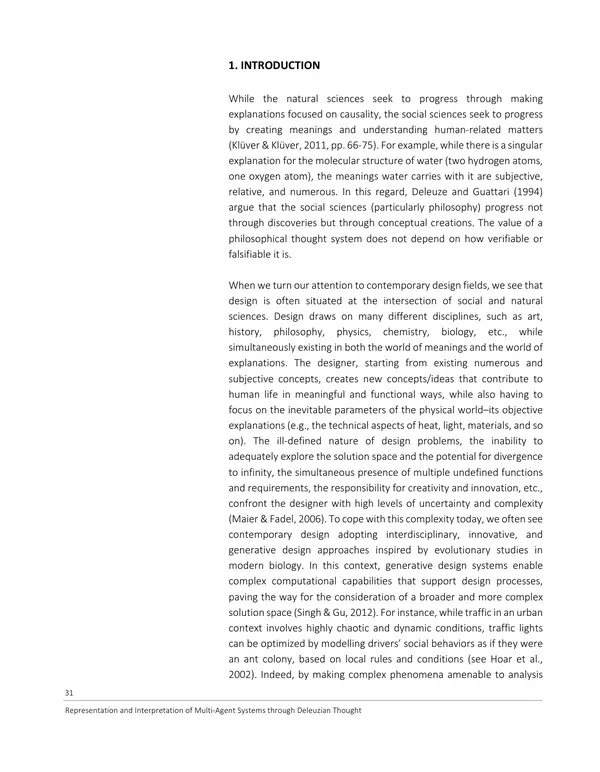 1. INTRODUCTION
While the natural sciences seek to progress through making
explanations focused on causality, the social sciences seek to progress
by creating meanings and understanding human-related matters
(Klüver & Klüver, 2011, pp. 66-75). For example, while there is a singular
explanation for the molecular structure of water (two hydrogen atoms,
one oxygen atom), the meanings water carries with it are subjective,
relative, and numerous. In this regard, Deleuze and Guattari (1994)
argue that the social sciences (particularly philosophy) progress not
through discoveries but through conceptual creations. The value of a
philosophical thought system does not depend on how verifiable or
falsifiable it is.
When we turn our attention to contemporary design fields, we see that
design is often situated at the intersection of social and natural
sciences. Design draws on many different disciplines, such as art,
history, philosophy, physics, chemistry, biology, etc., while
simultaneously existing in both the world of meanings and the world of
explanations. The designer, starting from existing numerous and
subjective concepts, creates new concepts/ideas that contribute to
human life in meaningful and functional ways, while also having to
focus on the inevitable parameters of the physical world–its objective
explanations (e.g., the technical aspects of heat, light, materials, and so
on). The ill-defined nature of design problems, the inability to
adequately explore the solution space and the potential for divergence
to infinity, the simultaneous presence of multiple undefined functions
and requirements, the responsibility for creativity and innovation, etc.,
confront the designer with high levels of uncertainty and complexity
(Maier & Fadel, 2006). To cope with this complexity today, we often see
contemporary design adopting interdisciplinary, innovative, and
generative design approaches inspired by evolutionary studies in
modern biology. In this context, generative design systems enable
complex computational capabilities that support design processes,
paving the way for the consideration of a broader and more complex
solution space (Singh & Gu, 2012). For instance, while traffic in an urban
context involves highly chaotic and dynamic conditions, traffic lights
can be optimized by modelling drivers' social behaviors as if they were
an ant colony, based on local rules and conditions (see Hoar et al.,
2002). Indeed, by making complex phenomena amenable to analysis
31
Representation and Interpretation of Multi-Agent Systems through Deleuzian Thought